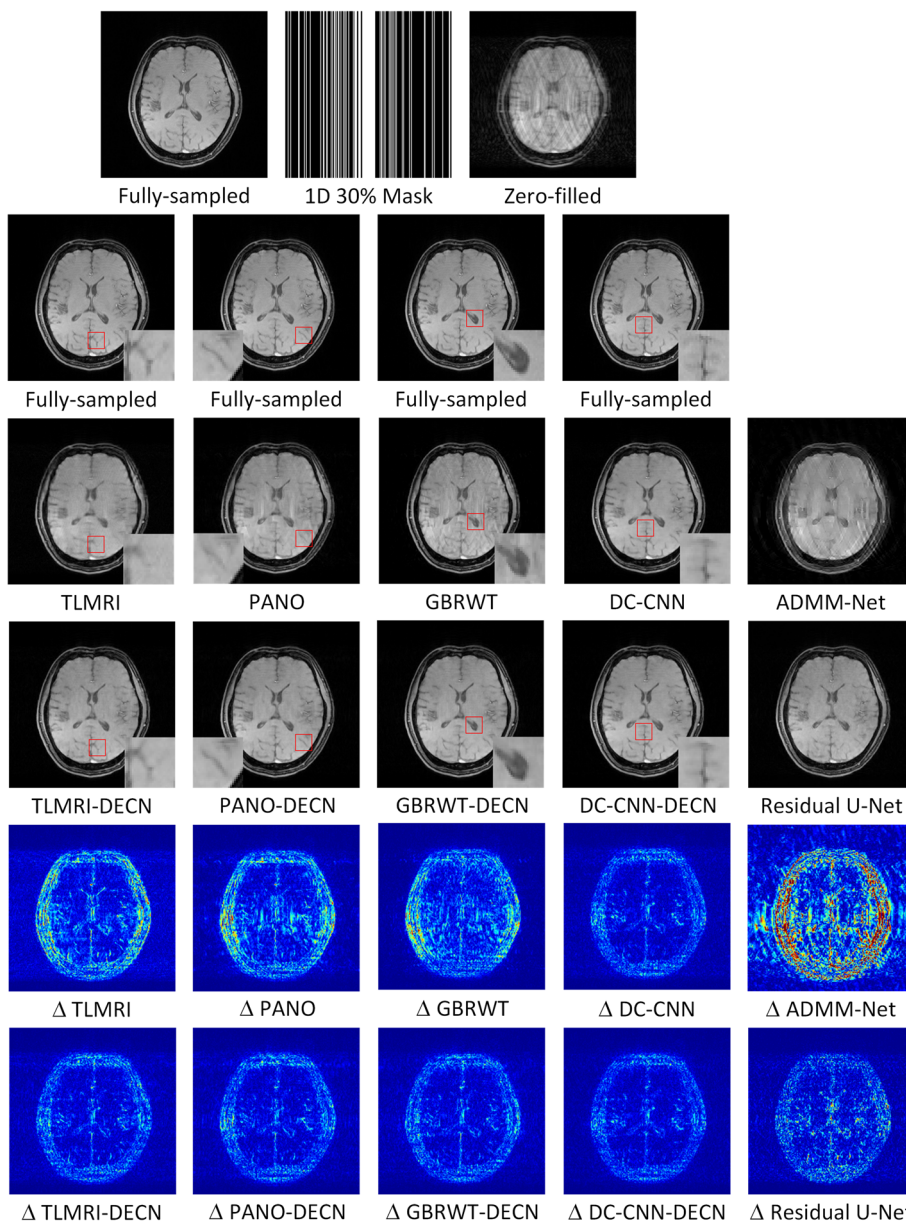 Fully-sampled 1D 30% Mask Zero-filled
Fully-sampled Fully-sampled Fully-sampled Fully-sampled
TLMRI PANO GBRWT DC-CNN ADMM-Net
TLMRI-DECN PANO-DECN GBRWT-DECN DC-CNN-DECN Residual U-Net
Δ TLMRI Δ PANO Δ GBRWT Δ DC-CNN Δ ADMM-Net
Δ TLMRI-DECN Δ PANO-DECN Δ GBRWT-DECN Δ DC-CNN-DECN Δ Residual U-Net